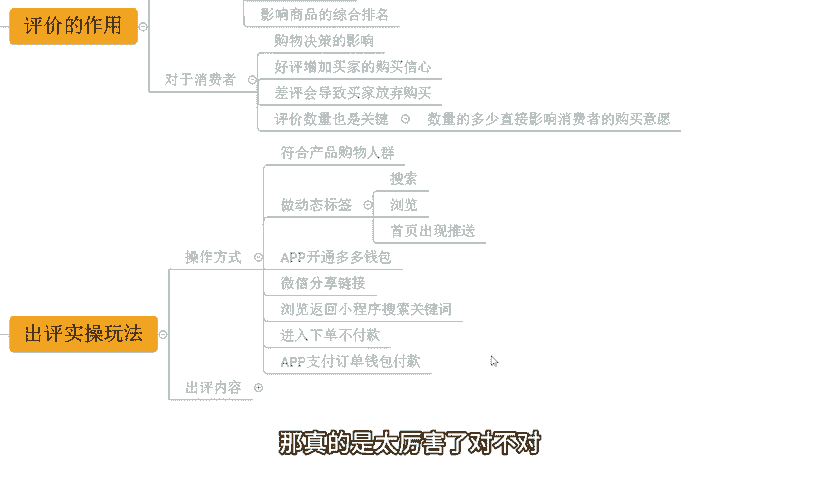 影响商品的综合排名
评价的作用
购物决策的影响
好评增加买家的购买信心
对于消费者
差评会导致买家放弃购买
评价数量也是关键
数量的多少直接影响消费者的购买意愿
符合产品购物人群
搜索
做动态标签
浏览
首页出现推送
操作方式
APP开通多多钱包
微信分享链接
浏览返回小程序搜索关键词
出评实操玩法
进入下单不付款
APP支付订单钱包付款
出评内容
那真的是太厉害了对不对